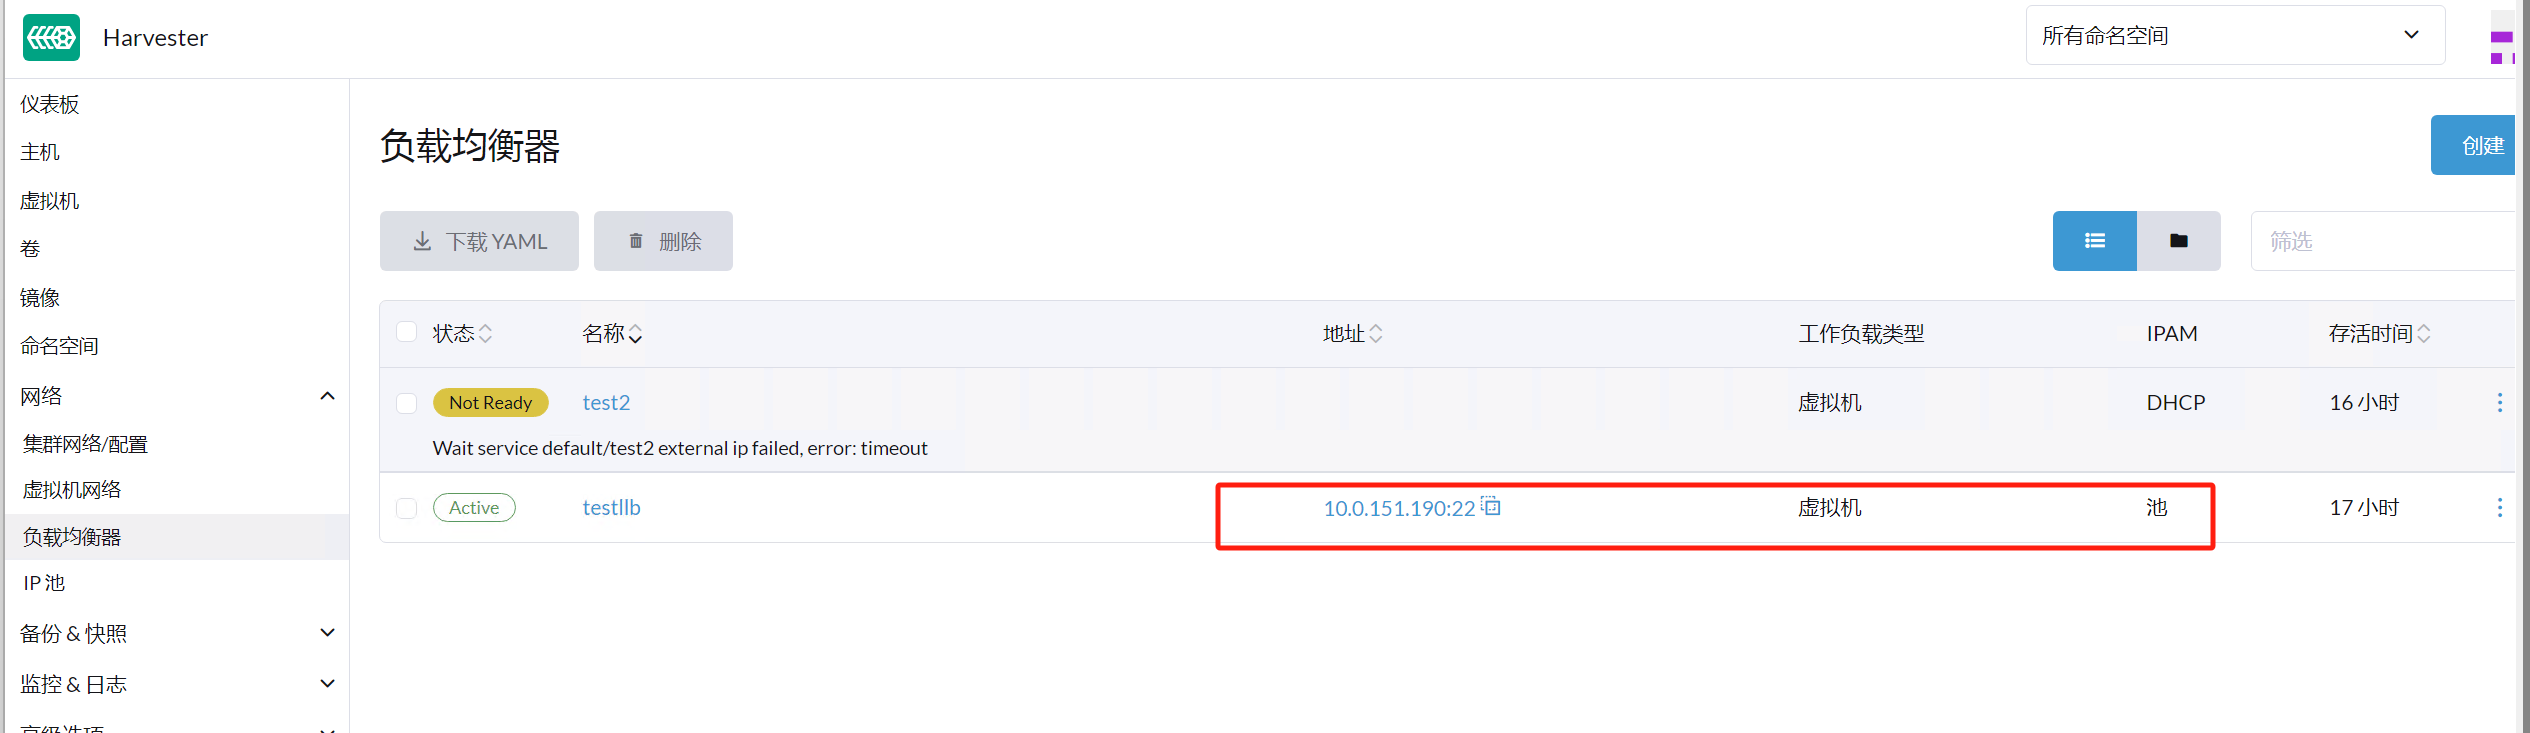 Harvester
所有命名空间
仪表板
主机
虚拟机
卷
镜像
命名空间
网络
集群网络/配置
虚拟机网络
负载均衡器
IP 池
备份 & 快照
监控 & 日志
高级选项
负载均衡器
创建
下载 YAML
删除
筛选
状态 名称 地址 工作负载类型 IPAM 存活时间
Not Ready test2 虚拟机 DHCP 16 小时
Wait service default/test2 external ip failed, error: timeout
Active testllb 10.0.151.190:22 虚拟机 池 17 小时